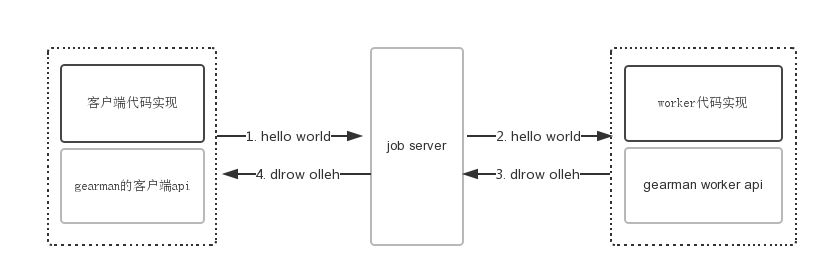 客户端代码实现
gearman的客户端api
1. hello world
4. dlrow olleh
job server
2. hello world
3. dlrow olleh
worker代码实现
gearman worker api